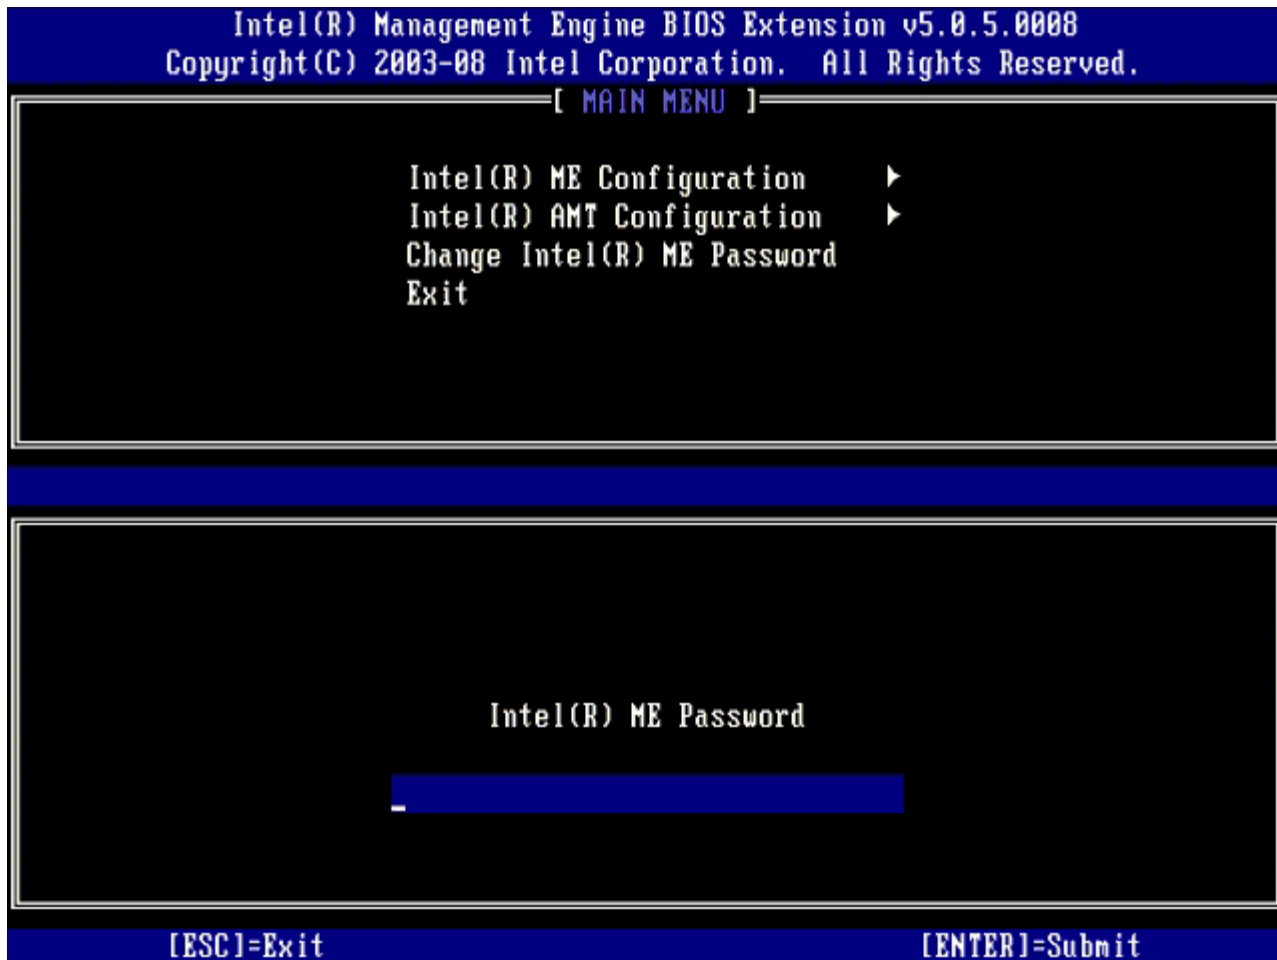 Intel(R) Management Engine BIOS Extension v5.0.5.0008
Copyright(C) 2003-08 Intel Corporation.  All Rights Reserved.
[ MAIN MENU ]
Intel(R) ME Configuration ►
Intel(R) AMT Configuration ►
Change Intel(R) ME Password
Exit
Intel(R) ME Password
[ESC]=Exit [ENTER]=Submit